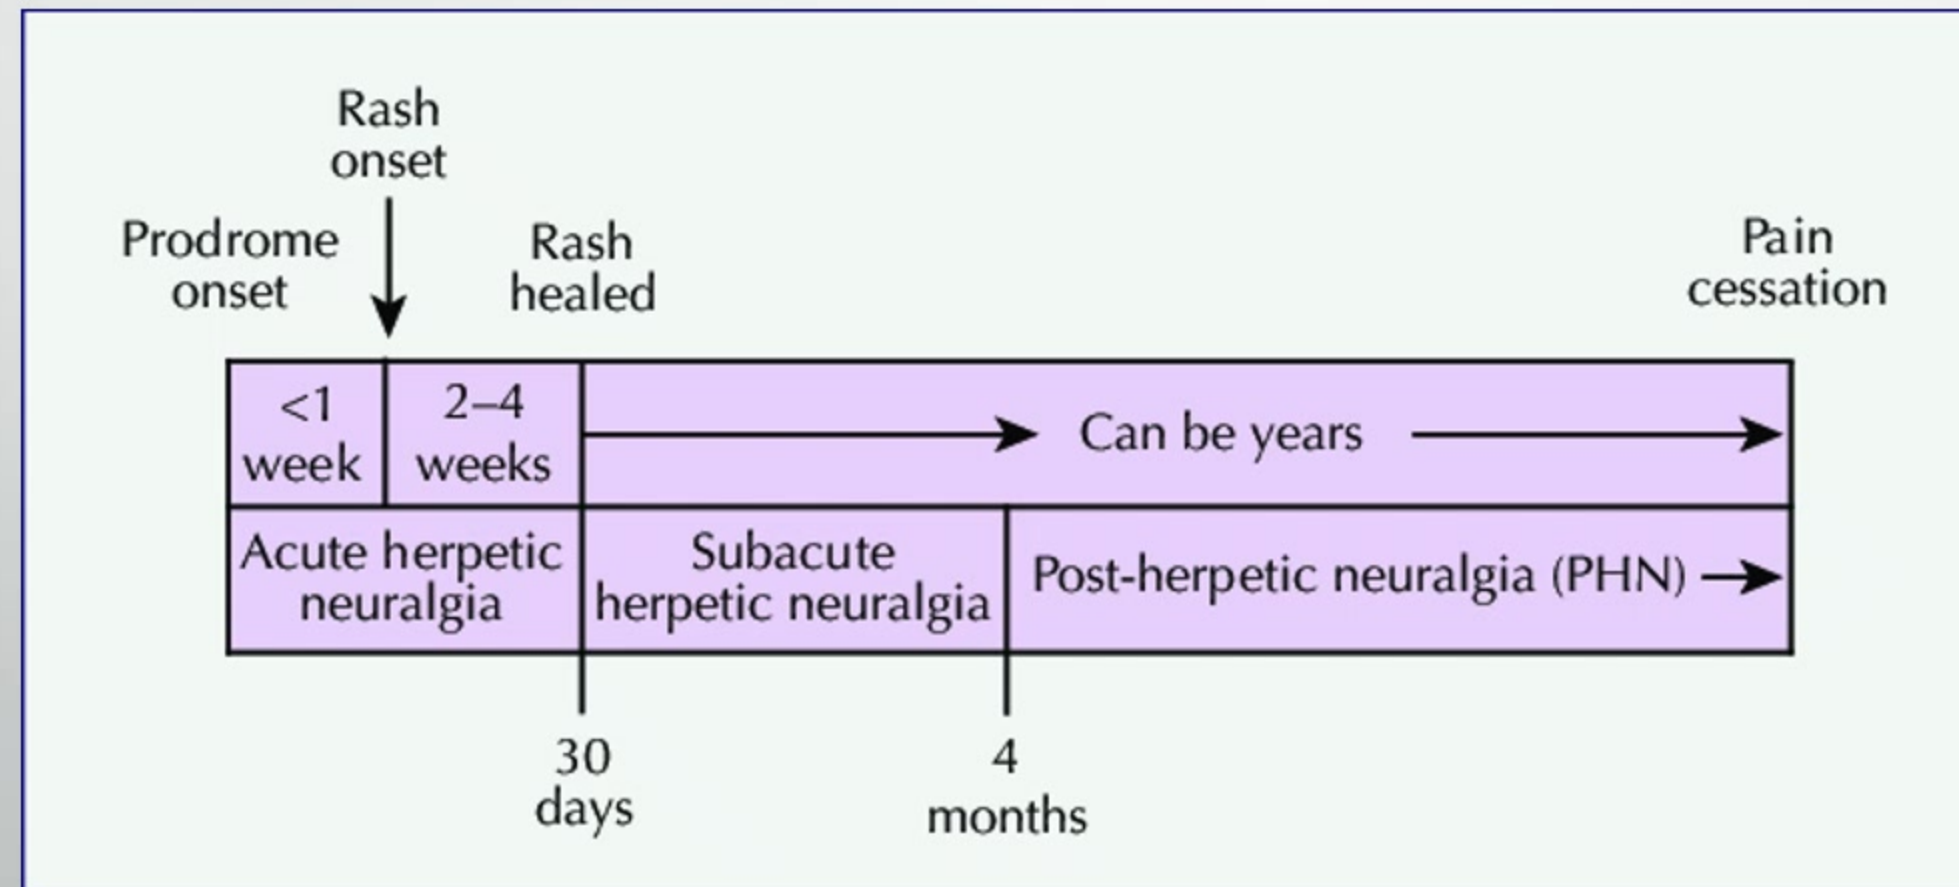 Rash
onset
Prodrome
onset
Rash
healed
Pain
cessation
<1
week
2–4
weeks
Can be years
Acute herpetic
neuralgia
Subacute
herpetic neuralgia
Post-herpetic neuralgia (PHN)
30
days
4
months